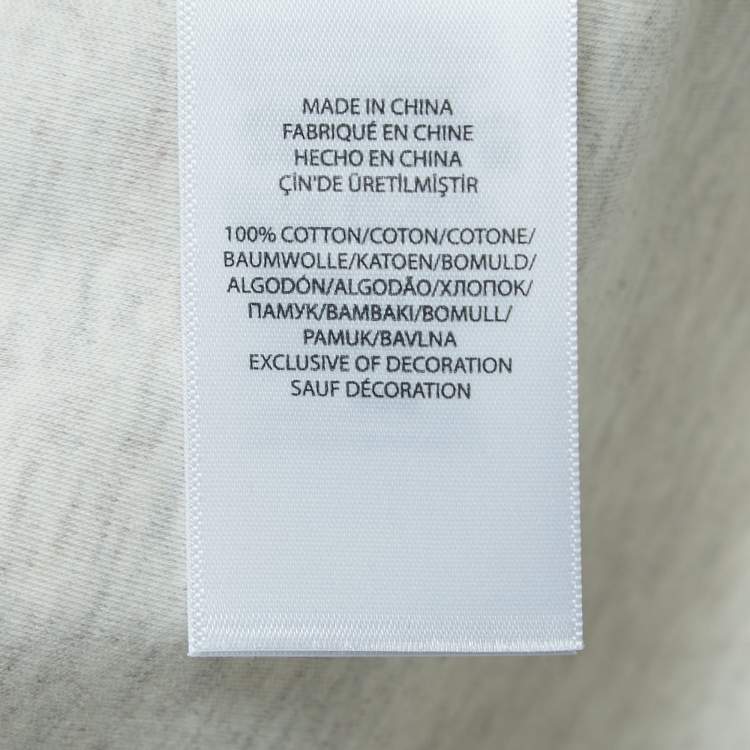 MADE IN CHINA
FABRIQUÉ EN CHINE
HECHO EN CHINA
ÇİN'DE ÜRETİLMİŞTİR
100% COTTON/COTON/COTONE/
BAUMWOLLE/KATOEN/BOMULD/
ALGODÓN/ALGODÃO/ХЛОПОК/
ПАМУК/ΒΑΜΒΑΚΙ/BOMULL/
PAMUK/BAVLNA
EXCLUSIVE OF DECORATION
SAUF DÉCORATION